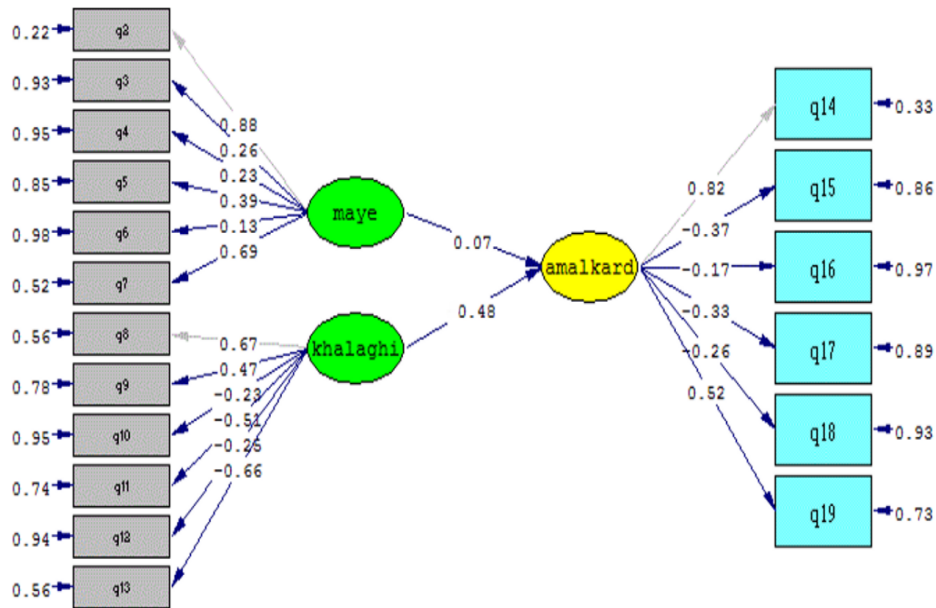 0.22 q2
0.93 q3
0.95 q4
0.85 q5
0.98 q6
0.52 q7
0.56 q8
0.78 q9
0.95 q10
0.74 q11
0.94 q12
0.56 q13
0.88
0.26
0.23
0.39
0.13
0.69
0.67
0.47
-0.23
-0.51
-0.25
-0.66
maye
khalaghi
0.07
0.48
amalkard
0.82
-0.37
-0.17
-0.33
-0.26
0.52
q14 0.33
q15 0.86
q16 0.97
q17 0.89
q18 0.93
q19 0.73